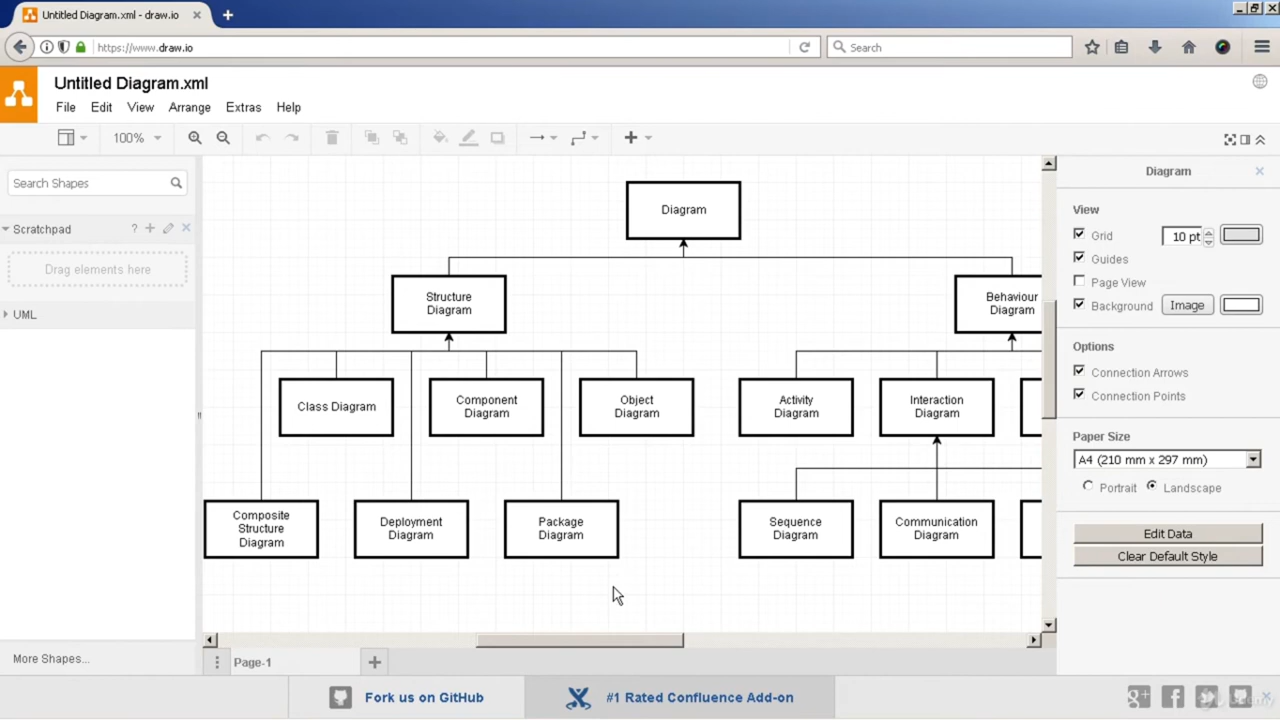 Untitled Diagram.xml - draw.io
https://www.draw.io
Search
Untitled Diagram.xml
File Edit View Arrange Extras Help
100%
Search Shapes
Scratchpad
?
Drag elements here
UML
More Shapes...
Diagram
Structure
Diagram
Behaviour
Diagram
Class Diagram
Component
Diagram
Object
Diagram
Activity
Diagram
Interaction
Diagram
Composite
Structure
Diagram
Deployment
Diagram
Package
Diagram
Sequence
Diagram
Communication
Diagram
Diagram
View
Grid 10 pt
Guides
Page View
Background Image
Options
Connection Arrows
Connection Points
Paper Size
A4 (210 mm x 297 mm)
Portrait Landscape
Edit Data
Clear Default Style
Page-1
Fork us on GitHub
#1 Rated Confluence Add-on